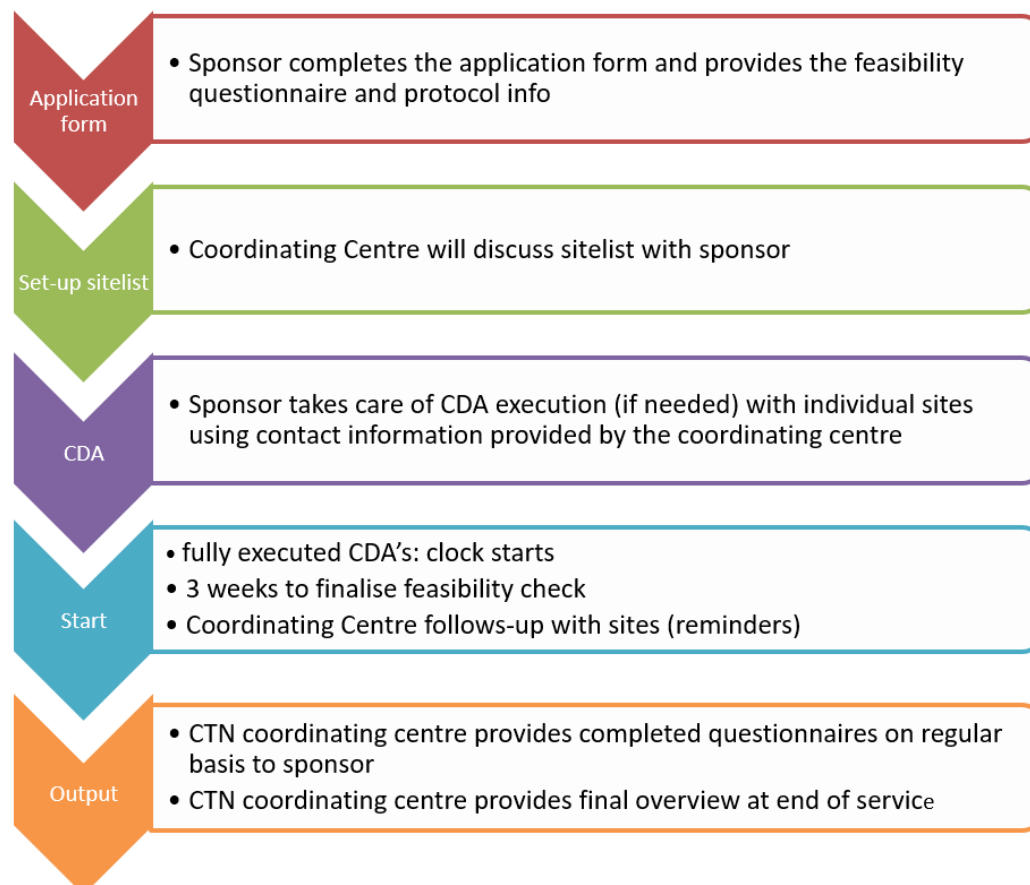 Application
form
• Sponsor completes the application form and provides the feasibility
questionnaire and protocol info
Set-up sitelist
• Coordinating Centre will discuss sitelist with sponsor
CDA
• Sponsor takes care of CDA execution (if needed) with individual sites
using contact information provided by the coordinating centre
Start
• fully executed CDA's: clock starts
• 3 weeks to finalise feasibility check
• Coordinating Centre follows-up with sites (reminders)
Output
• CTN coordinating centre provides completed questionnaires on regular
basis to sponsor
• CTN coordinating centre provides final overview at end of service